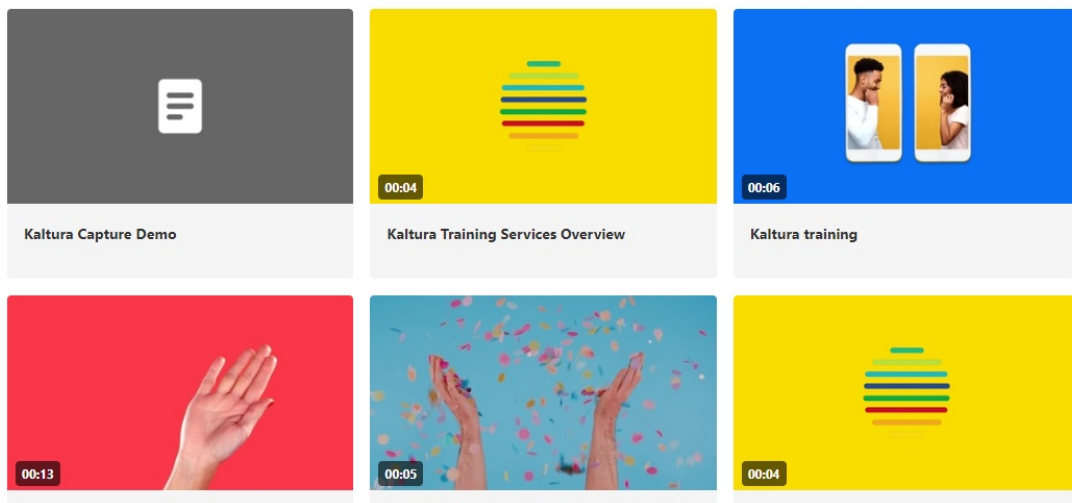 00:04
00:06
Kaltura Capture Demo
Kaltura Training Services Overview
Kaltura training
00:13
00:05
00:04